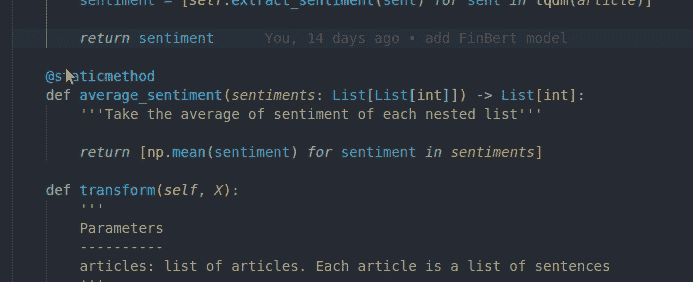 sentiment = [self.extract_sentiment(sent) for sent in tqdm(article)]
return sentiment You, 14 days ago • add FinBert model
@staticmethod
def average_sentiment(sentiments: List[List[int]]) -> List[int]:
'''Take the average of sentiment of each nested list'''
return [np.mean(sentiment) for sentiment in sentiments]
def transform(self, X):
'''
Parameters
----------
articles: list of articles. Each article is a list of sentences
'''